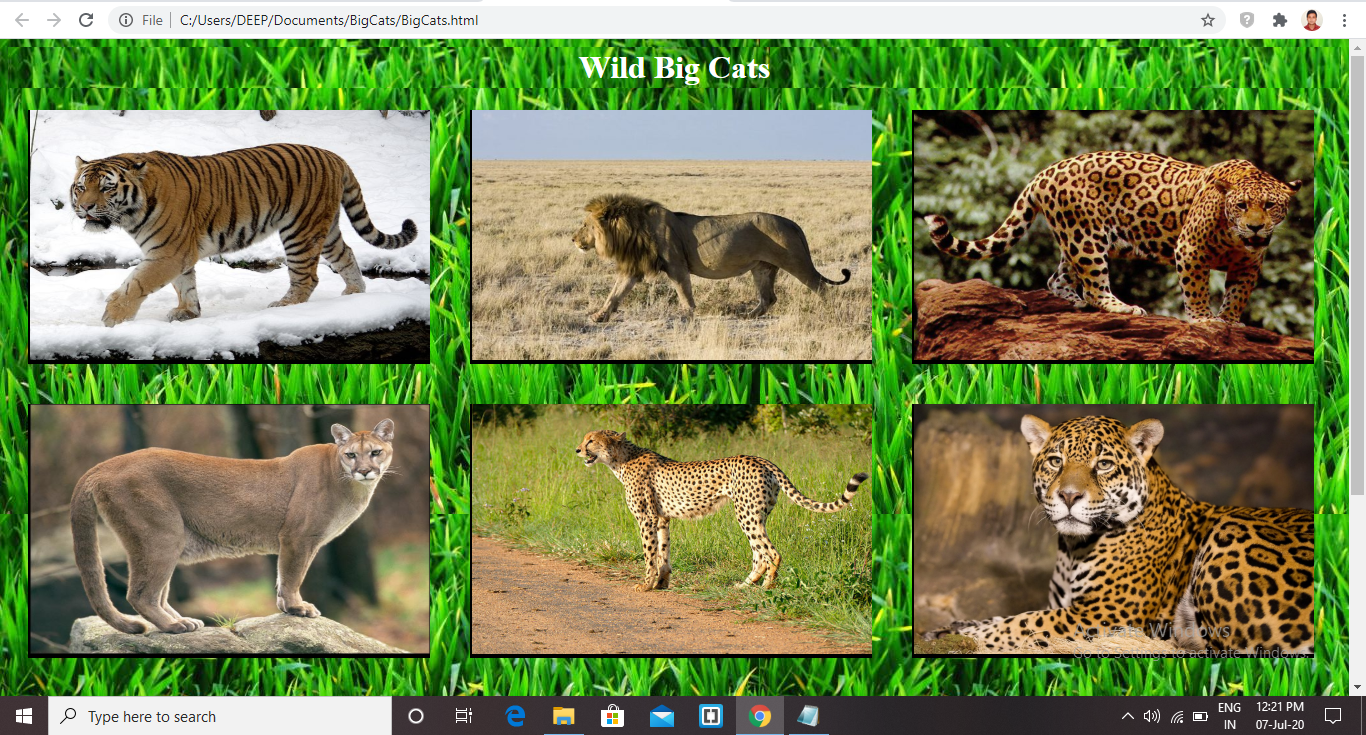 File
C:/Users/DEEP/Documents/BigCats/BigCats.html
Wild Big Cats
Activate Windows
Go to Settings to activate Windows.
Type here to search
ENG
IN
12:21 PM
07-Jul-20